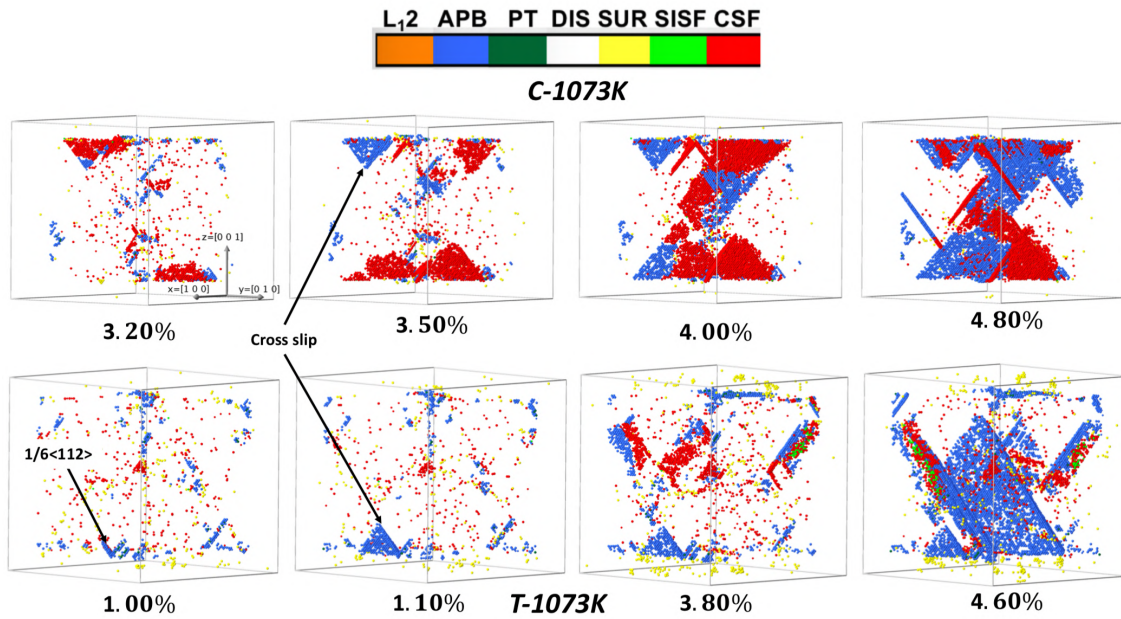 L₁2 APB PT DIS SUR SISF CSF
C-1073K
z=[0 0 1]
x=[1 0 0] y=[0 1 0]
3.20% 3.50% 4.00% 4.80%
Cross slip
1/6<112>
1.00% 1.10% T-1073K 3.80% 4.60%